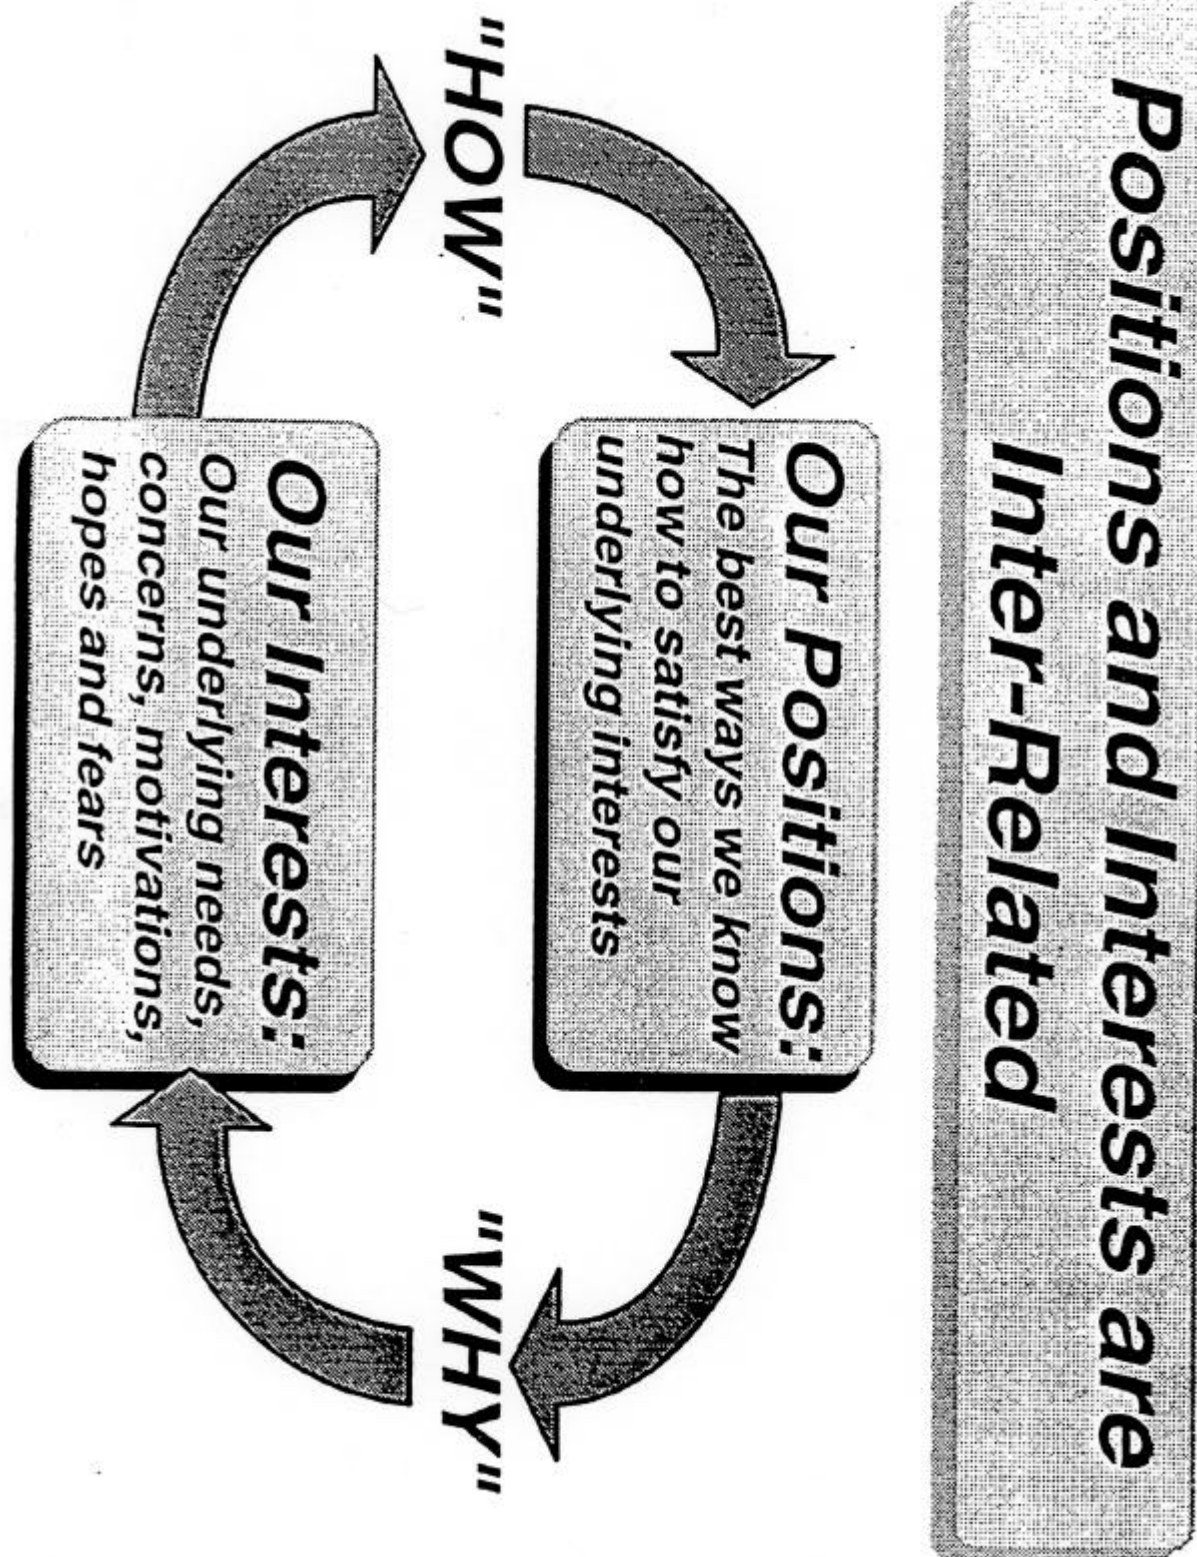 Positions and Interests are
Inter-Related
"HOW"
Our Positions:
The best ways we know
how to satisfy our
underlying interests
"WHY"
Our Interests:
Our underlying needs,
concerns, motivations,
hopes and fears